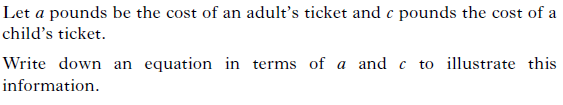 Let a pounds be the cost of an adult’s ticket and c pounds the cost of a
child’s ticket.
Write down an equation in terms of a and c to illustrate this
information.